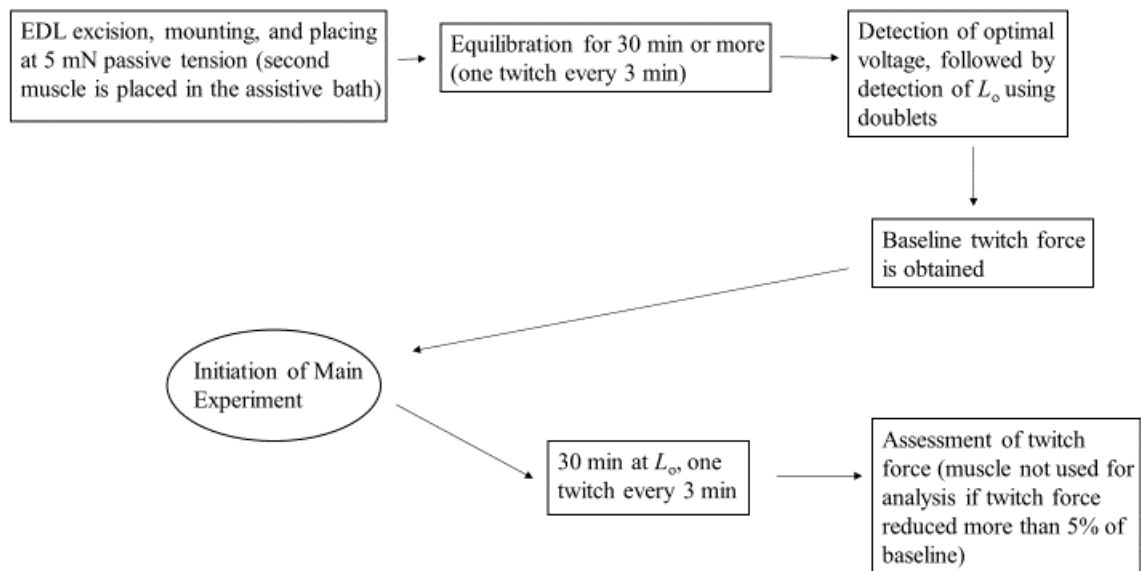 EDL excision, mounting, and placing
at 5 mN passive tension (second
muscle is placed in the assistive bath)
Equilibration for 30 min or more
(one twitch every 3 min)
Detection of optimal
voltage, followed by
detection of Lo using
doublets
Baseline twitch force
is obtained
Initiation of Main
Experiment
30 min at Lo, one
twitch every 3 min
Assessment of twitch
force (muscle not used for
analysis if twitch force
reduced more than 5% of
baseline)